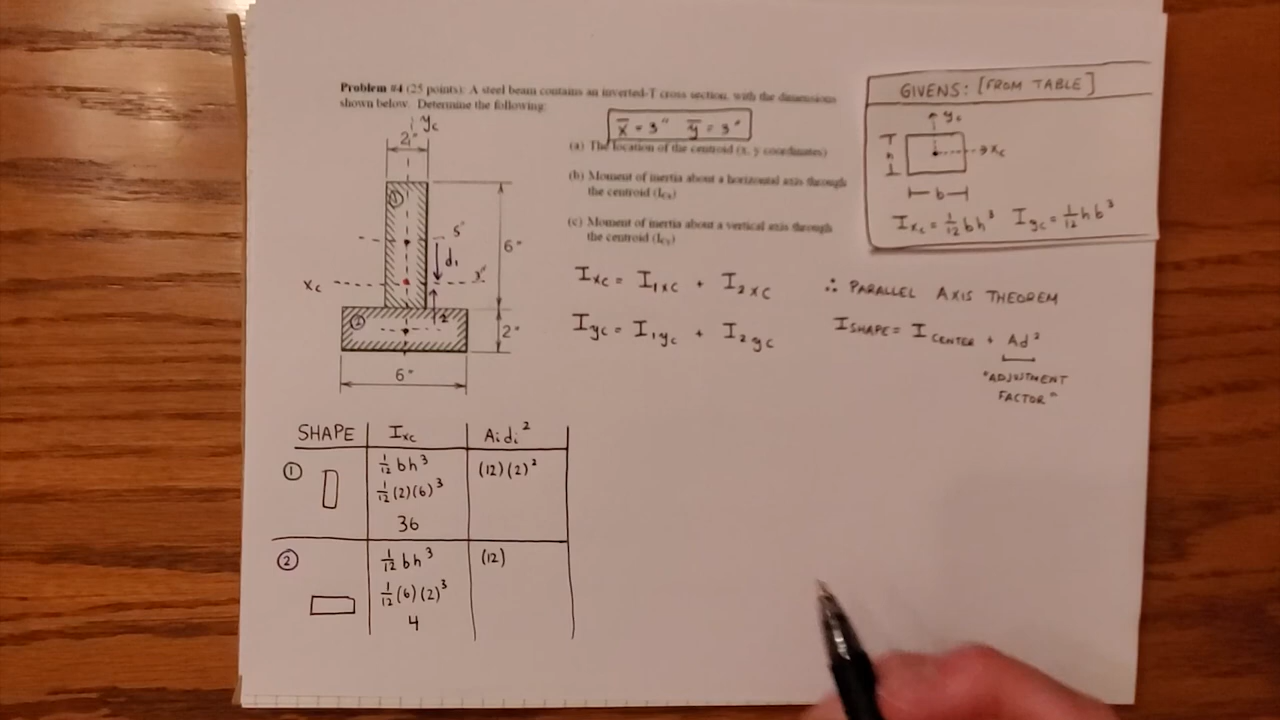 Problem #4 (25 points): A steel beam contains an inverted-T cross section, with the dimensions
shown below. Determine the following:
x̄ = 3" ȳ = 3"
(a) The location of the centroid (x, y coordinates)
(b) Moment of inertia about a horizontal axis through
the centroid (Icx)
(c) Moment of inertia about a vertical axis through
the centroid (Icy)
yc
2"
①
5"
d₁
6"
xc
3"
②
2
2"
6"
GIVENS: [FROM TABLE]
yc
h
xc
b
Ixc = 1/12 bh³ Iyc = 1/12 hb³
Ixc = I1xc + I2xc
Iyc = I1yc + I2yc
∴ PARALLEL AXIS THEOREM
ISHAPE = ICENTER + Ad²
"ADJUSTMENT
FACTOR"
SHAPE Ixc Aidi²
① 1/12 bh³ (12)(2)²
1/12 (2)(6)³
36
② 1/12 bh³ (12)
1/12 (6)(2)³
4